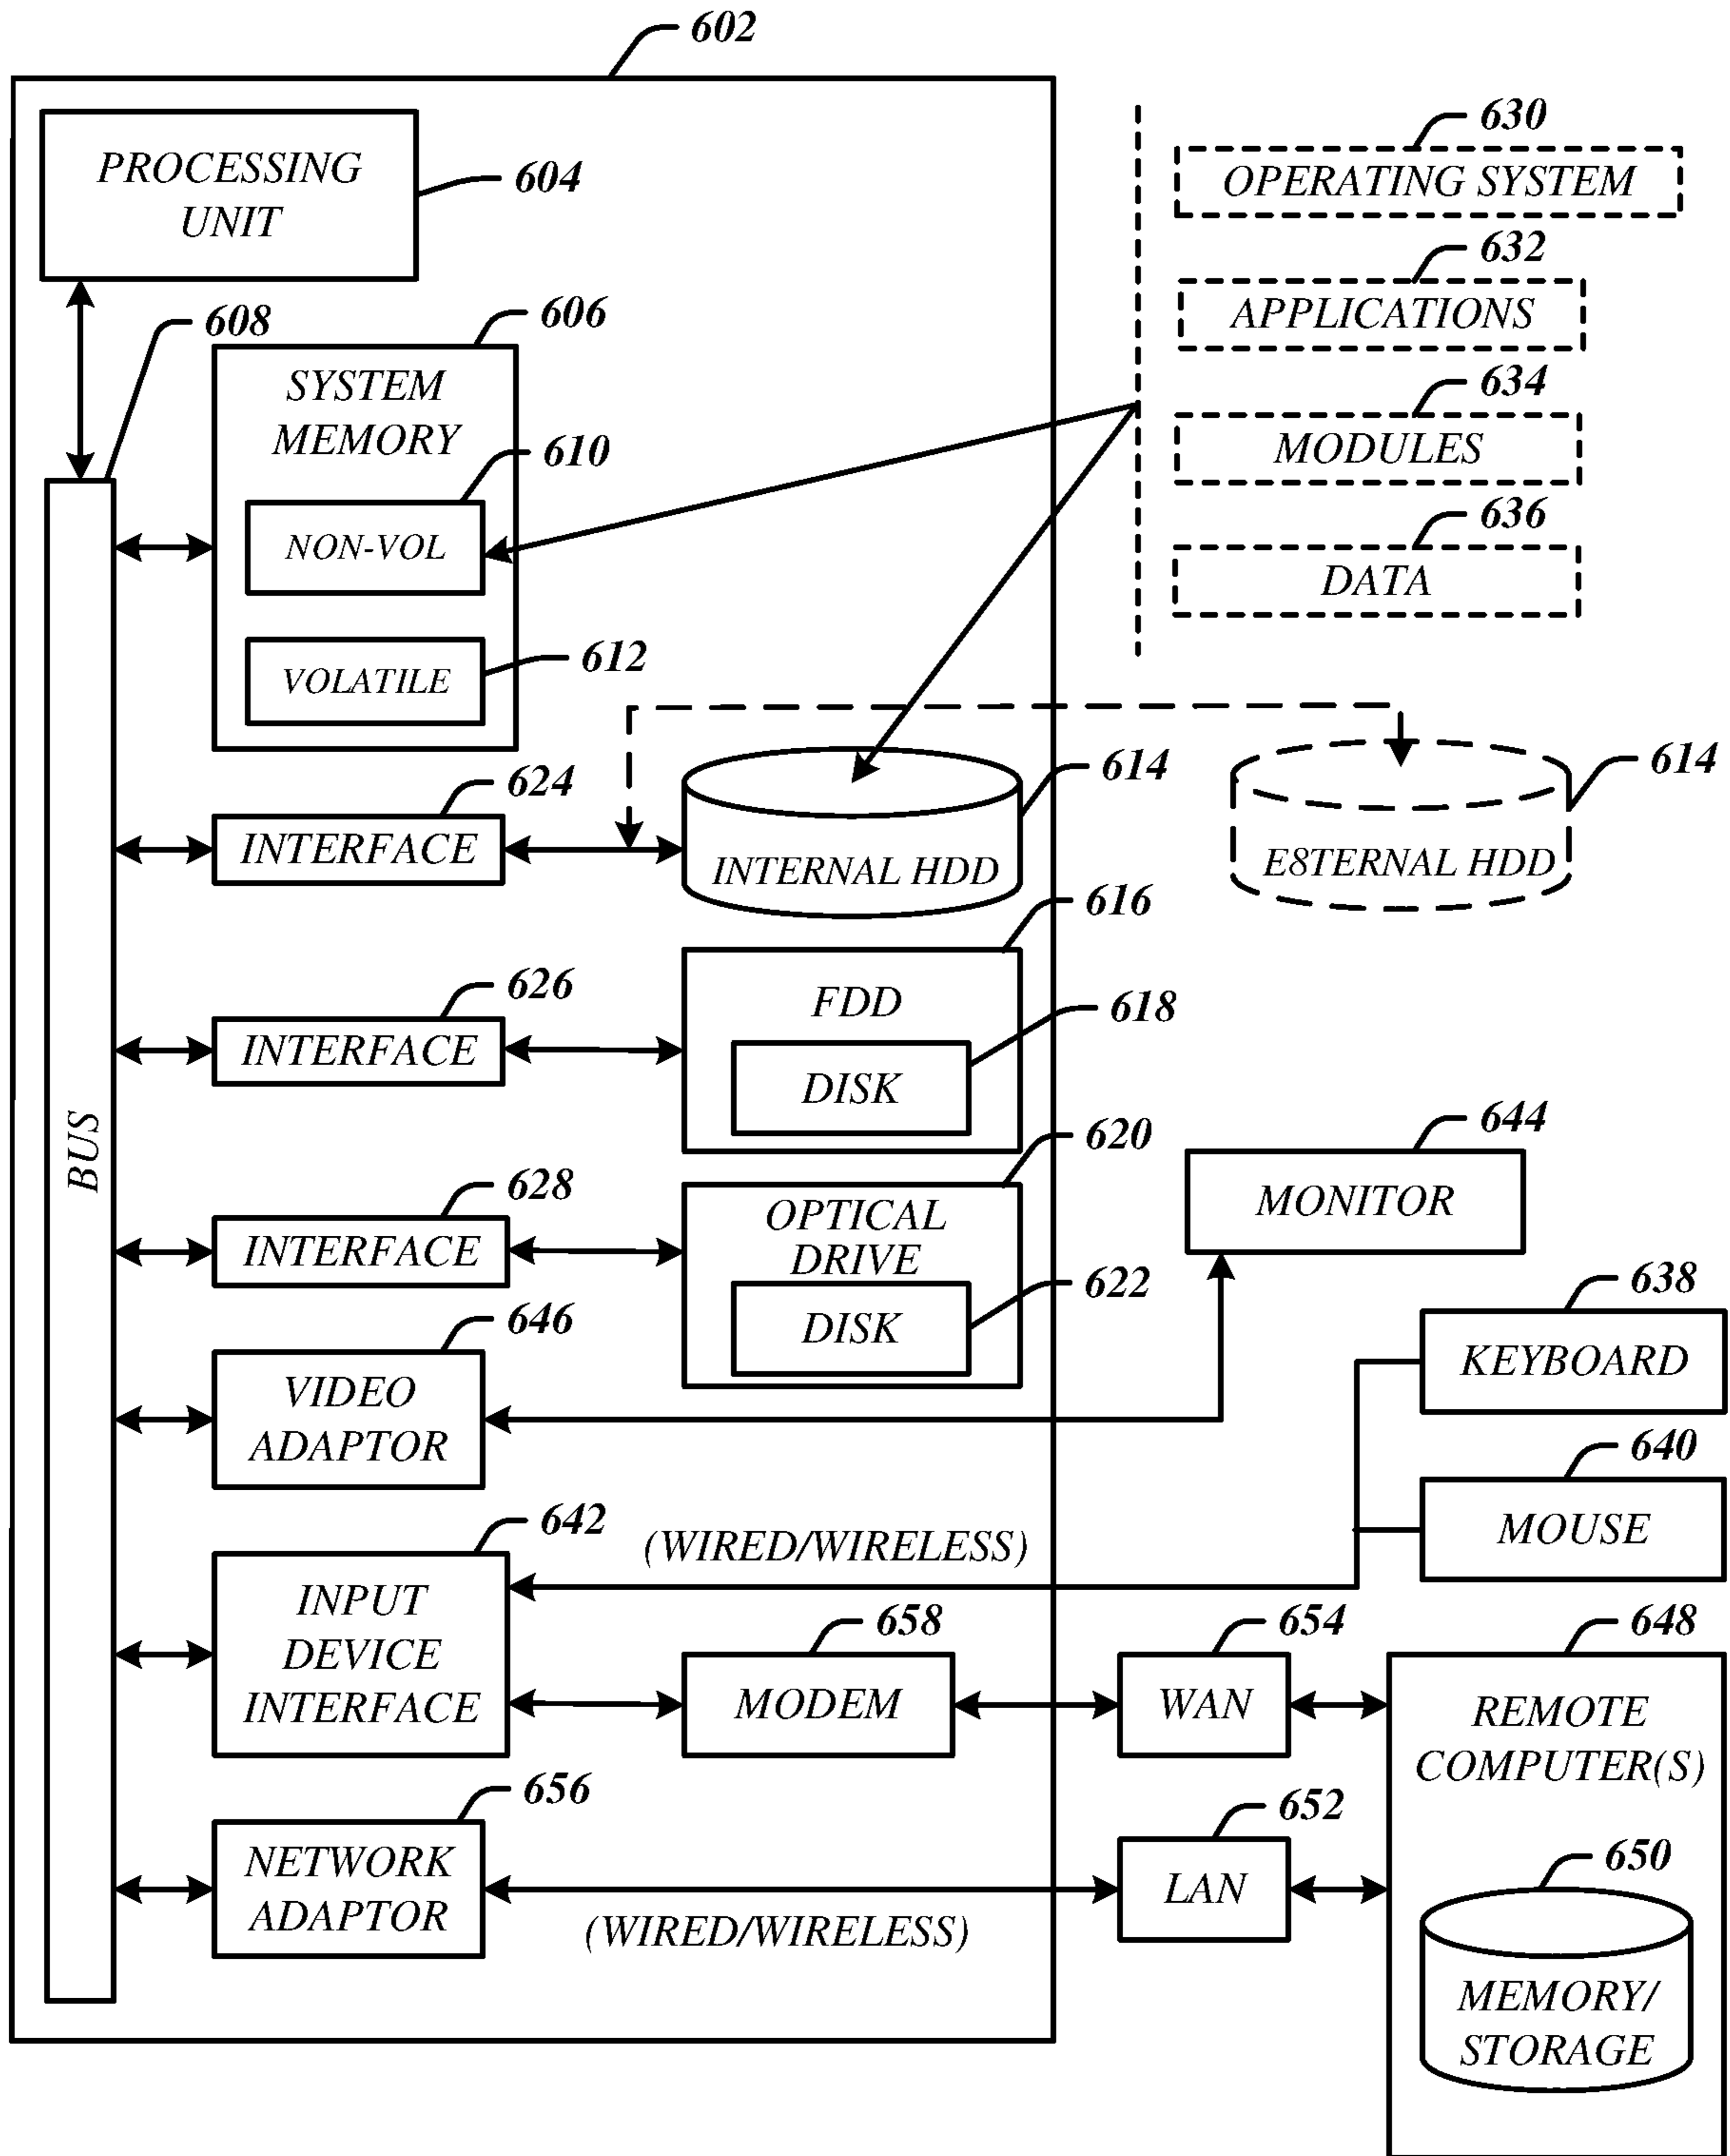 602
PROCESSING
UNIT
604
630
OPERATING SYSTEM
632
APPLICATIONS
634
MODULES
636
DATA
608
606
SYSTEM
MEMORY
610
NON-VOL
612
VOLATILE
624
INTERFACE
614
INTERNAL HDD
614
E8TERNAL HDD
616
FDD
626
INTERFACE
618
DISK
BUS
620
OPTICAL
DRIVE
628
INTERFACE
622
DISK
644
MONITOR
646
VIDEO
ADAPTOR
638
KEYBOARD
640
MOUSE
642
INPUT
DEVICE
INTERFACE
(WIRED/WIRELESS)
658
MODEM
654
WAN
648
REMOTE
COMPUTER(S)
656
NETWORK
ADAPTOR
(WIRED/WIRELESS)
652
LAN
650
MEMORY/
STORAGE